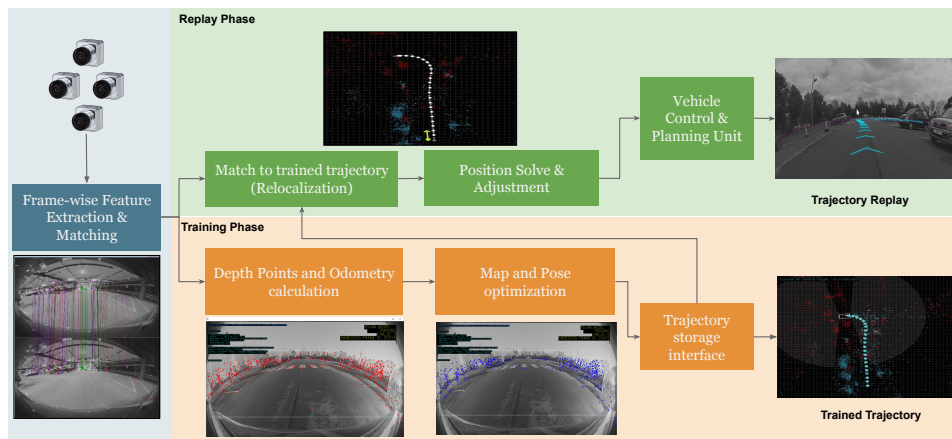 Replay Phase
Vehicle
Control &
Planning Unit
Match to trained trajectory
(Relocalization)
Position Solve &
Adjustment
Trajectory Replay
Frame-wise Feature
Extraction &
Matching
Training Phase
Depth Points and Odometry
calculation
Map and Pose
optimization
Trajectory
storage
interface
Trained Trajectory